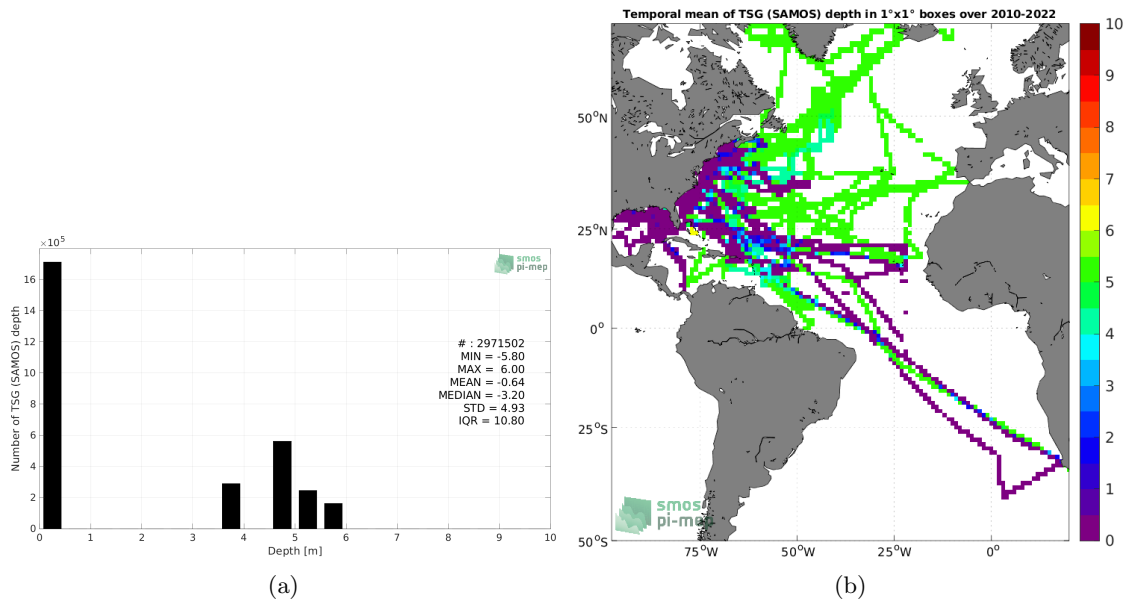 Temporal mean of TSG (SAMOS) depth in 1°x1° boxes over 2010-2022
×10⁵
16
14
12
10
8
6
4
2
0
Number of TSG (SAMOS) depth
smos
pi-mep
# : 2971502
MIN = -5.80
MAX = 6.00
MEAN = -0.64
MEDIAN = -3.20
STD = 4.93
IQR = 10.80
0 1 2 3 4 5 6 7 8 9 10
Depth [m]
(a)
50°N
25°N
0°
25°S
50°S
75°W 50°W 25°W 0°
smos
pi-mep
10
9
8
7
6
5
4
3
2
1
0
(b)